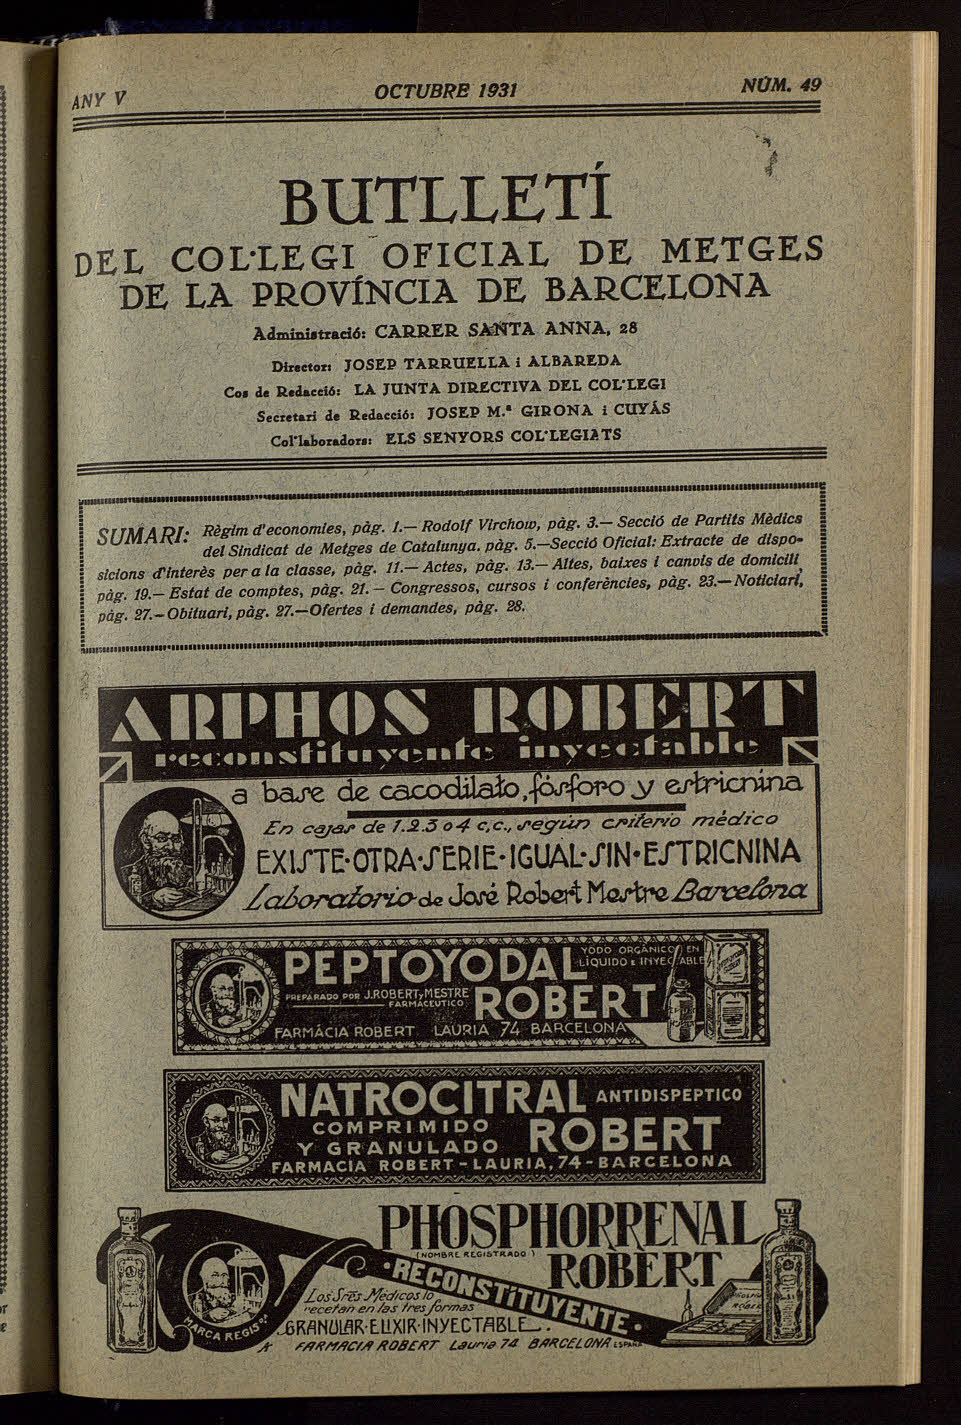 ANY V OCTUBRE 1931 NÚM. 49
BUTLLETÍ
DEL COL·LEGI OFICIAL DE METGES
DE LA PROVÍNCIA DE BARCELONA
Administració: CARRER SANTA ANNA, 28
Director: JOSEP TARRUELLA i ALBAREDA
Cos de Redacció: LA JUNTA DIRECTIVA DEL COL·LEGI
Secretari de Redacció: JOSEP M.ª GIRONA i CUYÁS
Col·laboradors: ELS SENYORS COL·LEGIATS
SUMARI: Règim d'economies, pàg. 1.— Rodolf Virchow, pàg. 3.— Secció de Partits Mèdics
del Sindicat de Metges de Catalunya. pàg. 5.—Secció Oficial: Extracte de dispo-
sicions d'interès per a la classe, pàg. 11.— Actes, pàg. 13.— Altes, baixes i canvis de domicili,
pàg. 19.— Estat de comptes, pàg. 21.— Congressos, cursos i conferències, pàg. 23.—Noticiari,
pàg. 27.—Obituari, pàg. 27.—Ofertes i demandes, pàg. 28.
ARPHOS ROBERT
reconstituyente inyectable
a base de cacodilato, fósforo y estricnina
En cajas de 1.2.3 o 4 c.c., según criterio médico
EXISTE·OTRA·SERIE·IGUAL·SIN·ESTRICNINA
Laboratorio de José Robert Mestre Barcelona
PEPTOYODAL
YODO ORGÁNICO EN
LÍQUIDO E INYECTABLE
PREPARADO POR J. ROBERT y MESTRE
FARMACÉUTICO
ROBERT
FARMÁCIA ROBERT LAURIA 74 BARCELONA
NATROCITRAL ANTIDISPEPTICO
COMPRIMIDO
Y GRANULADO
ROBERT
FARMACIA ROBERT - LAURIA, 74 - BARCELONA
PHOSPHORRENAL
(NOMBRE REGISTRADO)
ROBERT
RECONSTITUYENTE
Los Sres Médicos lo
recetan en las tres formas
GRANULAR·ELIXIR·INYECTABLE
MARCA REGISDA
FARMACIA ROBERT Lauria 74 BARCELONA ESPAÑA